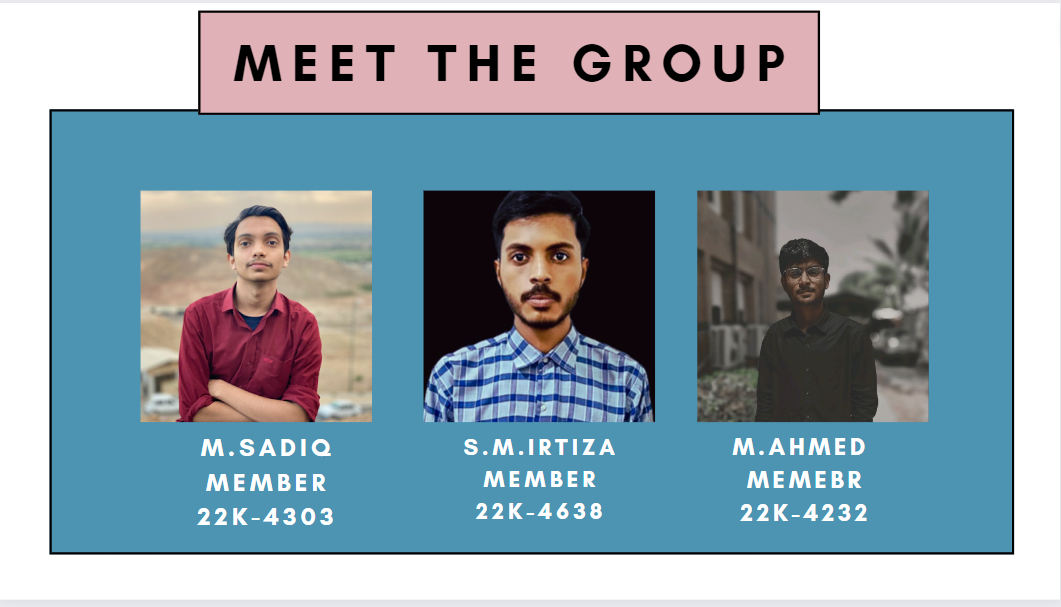 MEET THE GROUP
M.SADIQ
MEMBER
22K-4303
S.M.IRTIZA
MEMBER
22K-4638
M.AHMED
MEMEBR
22K-4232